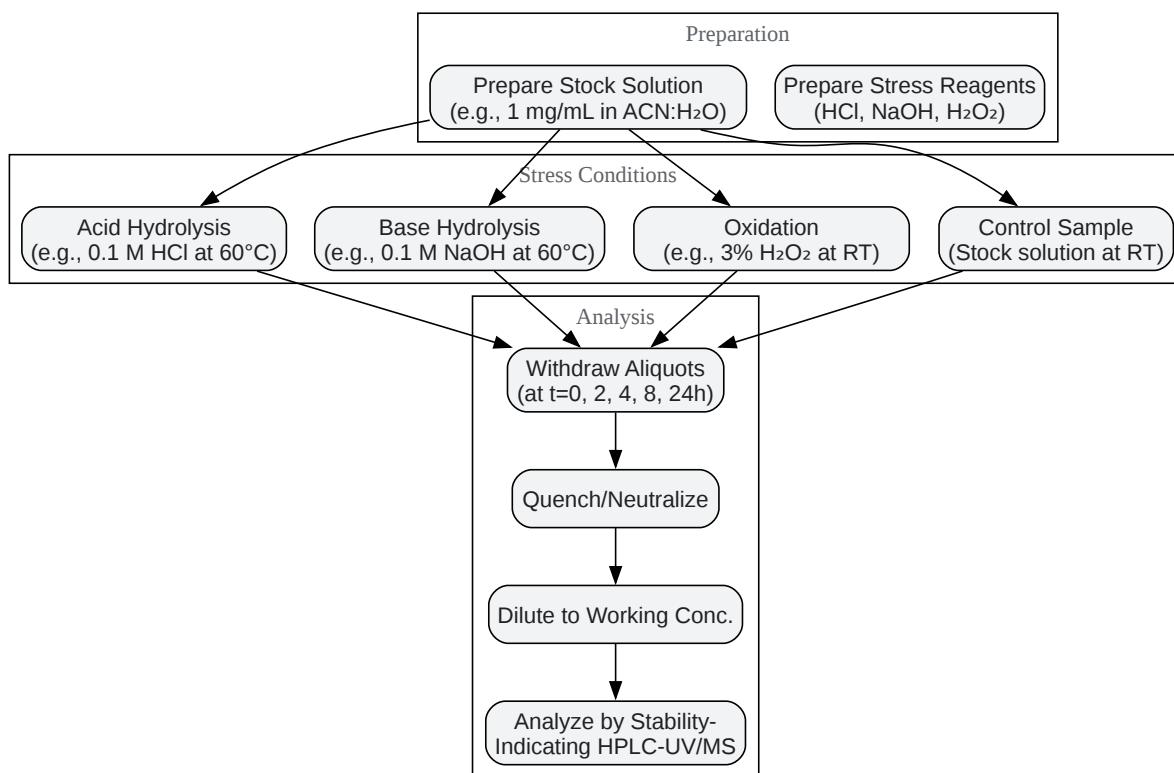 Preparation
Prepare Stock Solution
(e.g., 1 mg/mL in ACN:H₂O)
Prepare Stress Reagents
(HCl, NaOH, H₂O₂)
Stress Conditions
Acid Hydrolysis
(e.g., 0.1 M HCl at 60°C)
Base Hydrolysis
(e.g., 0.1 M NaOH at 60°C)
Oxidation
(e.g., 3% H₂O₂ at RT)
Control Sample
(Stock solution at RT)
Analysis
Withdraw Aliquots
(at t=0, 2, 4, 8, 24h)
Quench/Neutralize
Dilute to Working Conc.
Analyze by Stability-
Indicating HPLC-UV/MS